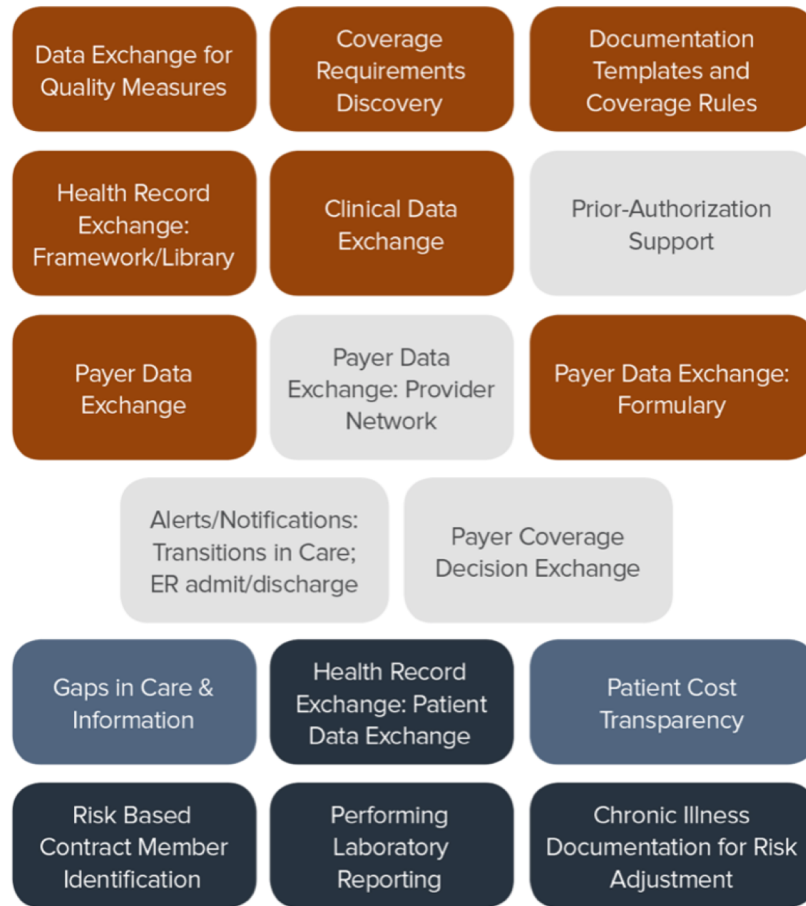 Data Exchange for
Quality Measures
Coverage
Requirements
Discovery
Documentation
Templates and
Coverage Rules
Health Record
Exchange:
Framework/Library
Clinical Data
Exchange
Prior-Authorization
Support
Payer Data
Exchange
Payer Data
Exchange: Provider
Network
Payer Data Exchange:
Formulary
Alerts/Notifications:
Transitions in Care;
ER admit/discharge
Payer Coverage
Decision Exchange
Gaps in Care &
Information
Health Record
Exchange: Patient
Data Exchange
Patient Cost
Transparency
Risk Based
Contract Member
Identification
Performing
Laboratory
Reporting
Chronic Illness
Documentation for Risk
Adjustment